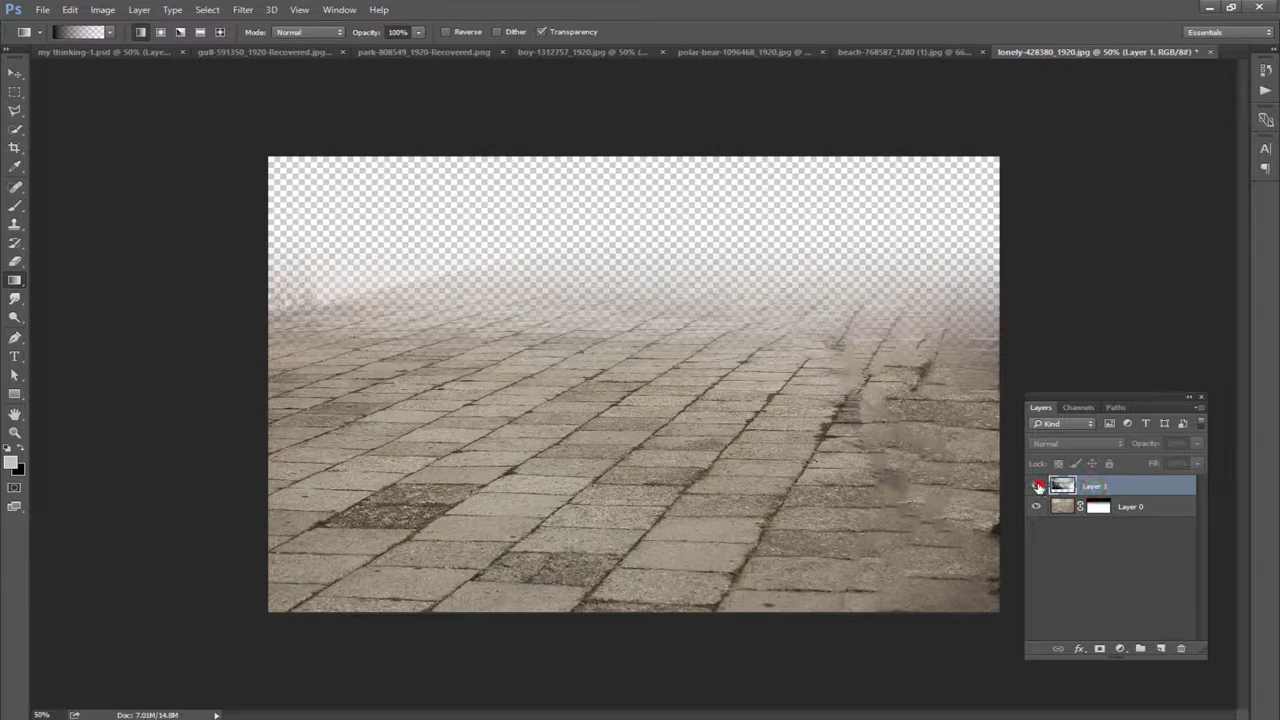 Ps File Edit Image Layer Type Select Filter 3D View Window Help
Mode: Normal Opacity: 100% Reverse Dither Transparency Essentials
my thinking-1.psd @ 50% (Laye... × gull-591350_1920-Recovered.jpg × park-808549_1920-Recovered.png × boy-1312757_1920.jpg @ 50% (... × polar-bear-1096468_1920.jpg @ ... × beach-768587_1280 (1).jpg @ 66... × lonely-428380_1920.jpg @ 50% (Layer 1, RGB/8#) * ×
Layers Channels Paths
Kind
Normal Opacity: 100%
Lock: Fill: 100%
Layer 1
Layer 0
50% Doc: 7.01M/14.8M